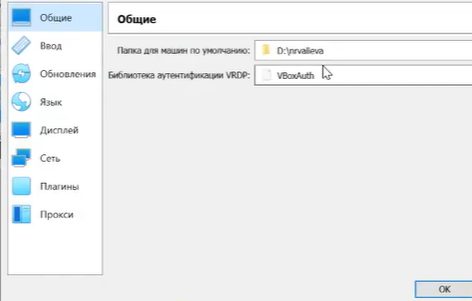 Общие
Общие
Ввод
Папка для машин по умолчанию:
D:\nrvalieva
Обновления
Библиотека аутентификации VRDP:
VBoxAuth
Язык
Дисплей
Сеть
Плагины
Прокси
OK